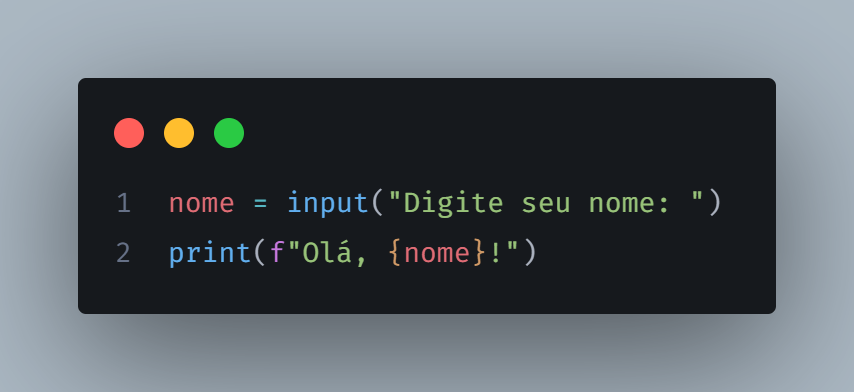 1 nome = input("Digite seu nome: ")
2 print(f"Olá, {nome}!")